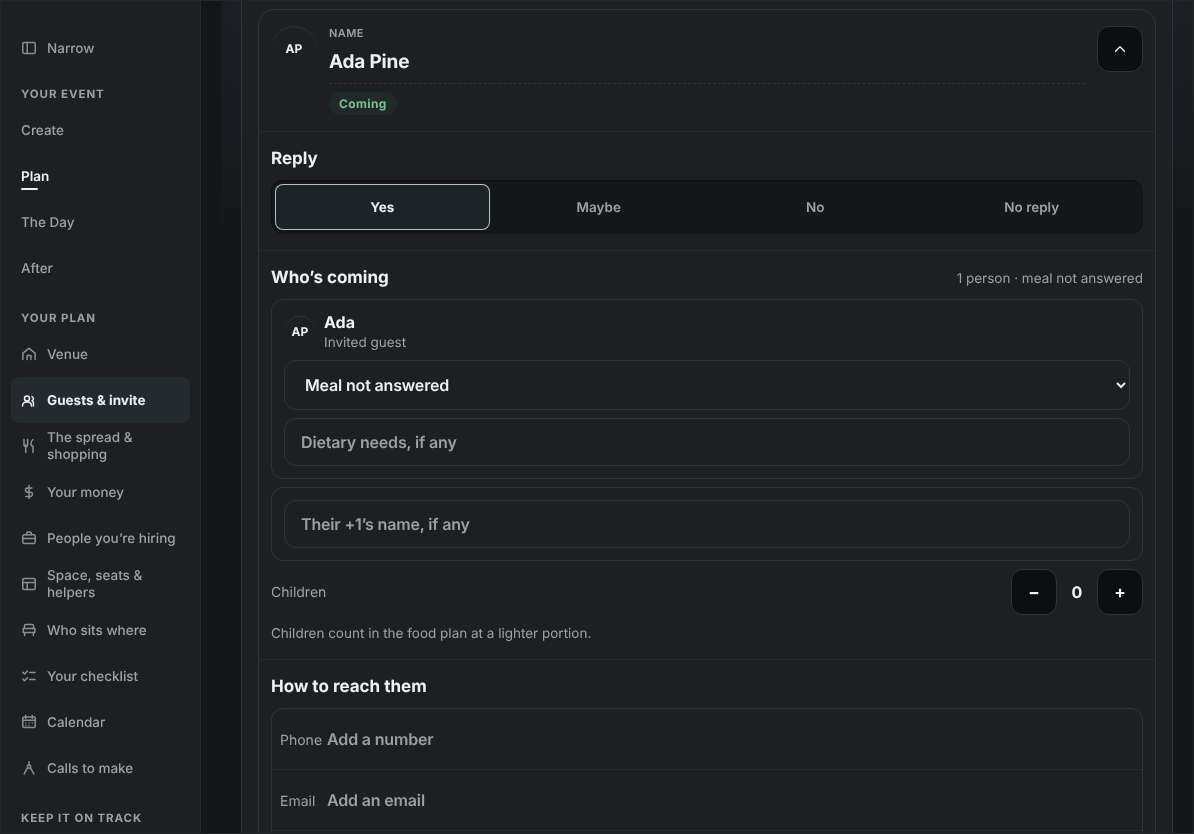 Narrow
YOUR EVENT
Create
Plan
The Day
After
YOUR PLAN
Venue
Guests & invite
The spread &
shopping
Your money
People you’re hiring
Space, seats &
helpers
Who sits where
Your checklist
Calendar
Calls to make
KEEP IT ON TRACK
AP
NAME
Ada Pine
Coming
Reply
Yes
Maybe
No
No reply
Who’s coming
1 person · meal not answered
AP
Ada
Invited guest
Meal not answered
Dietary needs, if any
Their +1’s name, if any
Children
− 0 +
Children count in the food plan at a lighter portion.
How to reach them
Phone Add a number
Email Add an email